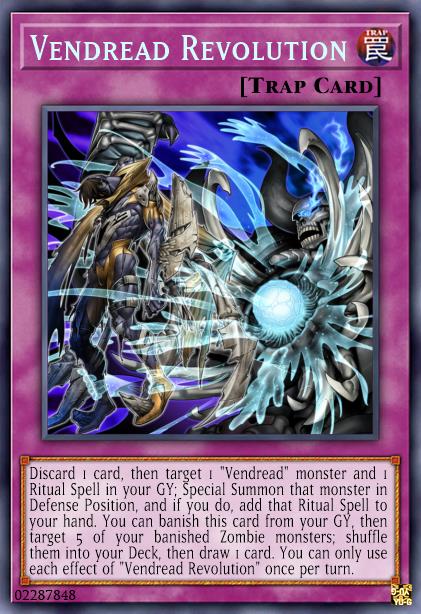 Vendread Revolution
TRAP
罠
[Trap Card]
Discard 1 card, then target 1 "Vendread" monster and 1
Ritual Spell in your GY; Special Summon that monster in
Defense Position, and if you do, add that Ritual Spell to
your hand. You can banish this card from your GY, then
target 5 of your banished Zombie monsters; shuffle
them into your Deck, then draw 1 card. You can only use
each effect of "Vendread Revolution" once per turn.
02287848